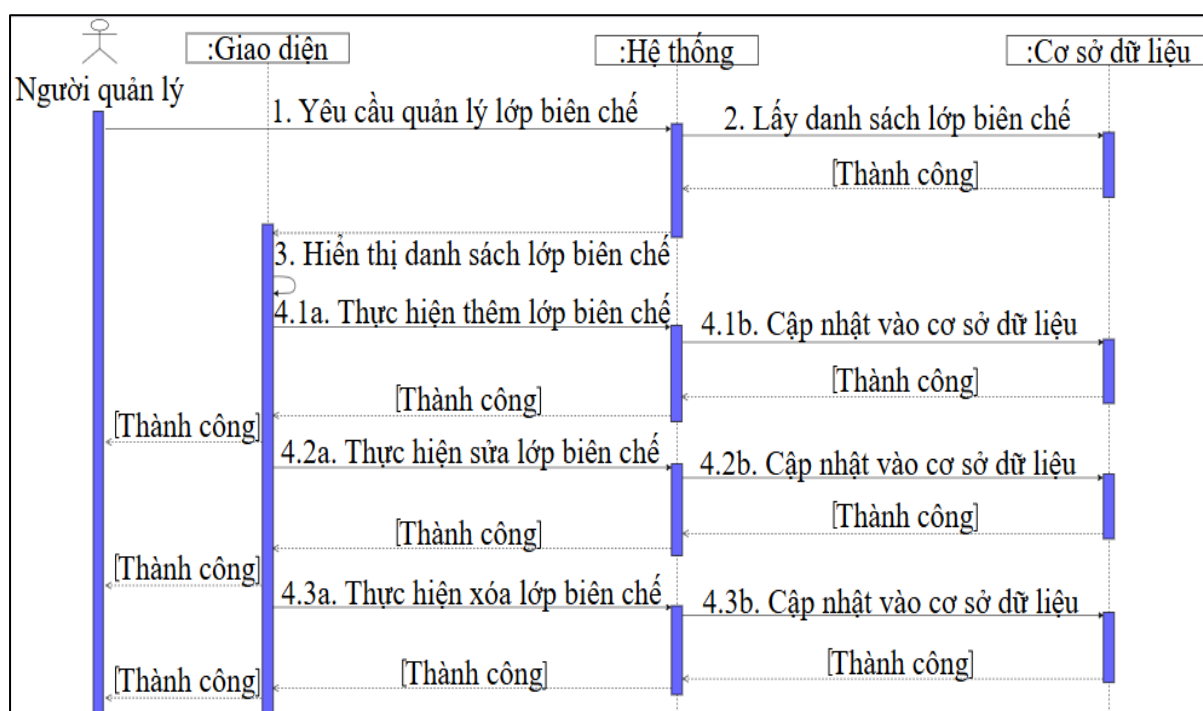 :Giao diện
:Hệ thống
:Cơ sở dữ liệu
Người quản lý
1. Yêu cầu quản lý lớp biên chế
2. Lấy danh sách lớp biên chế
[Thành công]
3. Hiển thị danh sách lớp biên chế
4.1a. Thực hiện thêm lớp biên chế
4.1b. Cập nhật vào cơ sở dữ liệu
[Thành công]
[Thành công]
[Thành công]
4.2a. Thực hiện sửa lớp biên chế
4.2b. Cập nhật vào cơ sở dữ liệu
[Thành công]
[Thành công]
[Thành công]
4.3a. Thực hiện xóa lớp biên chế
4.3b. Cập nhật vào cơ sở dữ liệu
[Thành công]
[Thành công]
[Thành công]